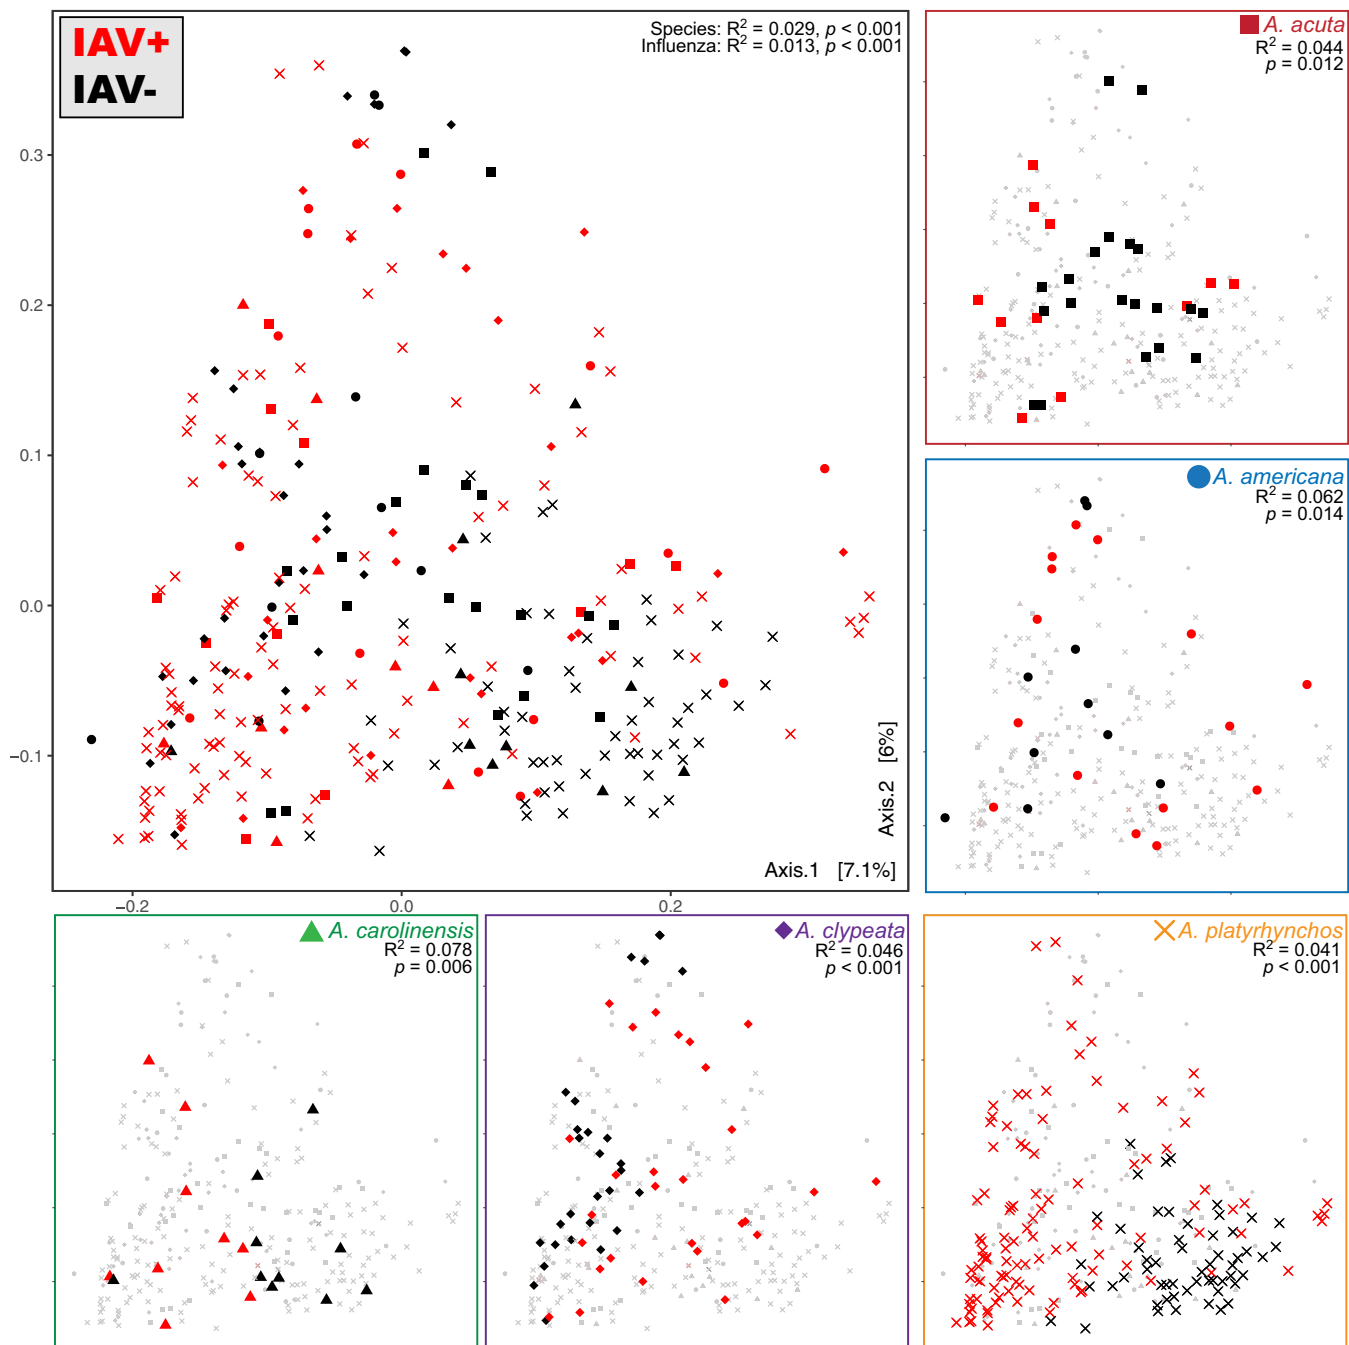 IAV+
IAV-
Species: R² = 0.029, p < 0.001
Influenza: R² = 0.013, p < 0.001
0.3
0.2
0.1
0.0
−0.1
−0.2
0.0
0.2
Axis.2 [6%]
Axis.1 [7.1%]
A. acuta
R² = 0.044
p = 0.012
A. americana
R² = 0.062
p = 0.014
A. carolinensis
R² = 0.078
p = 0.006
A. clypeata
R² = 0.046
p < 0.001
A. platyrhynchos
R² = 0.041
p < 0.001